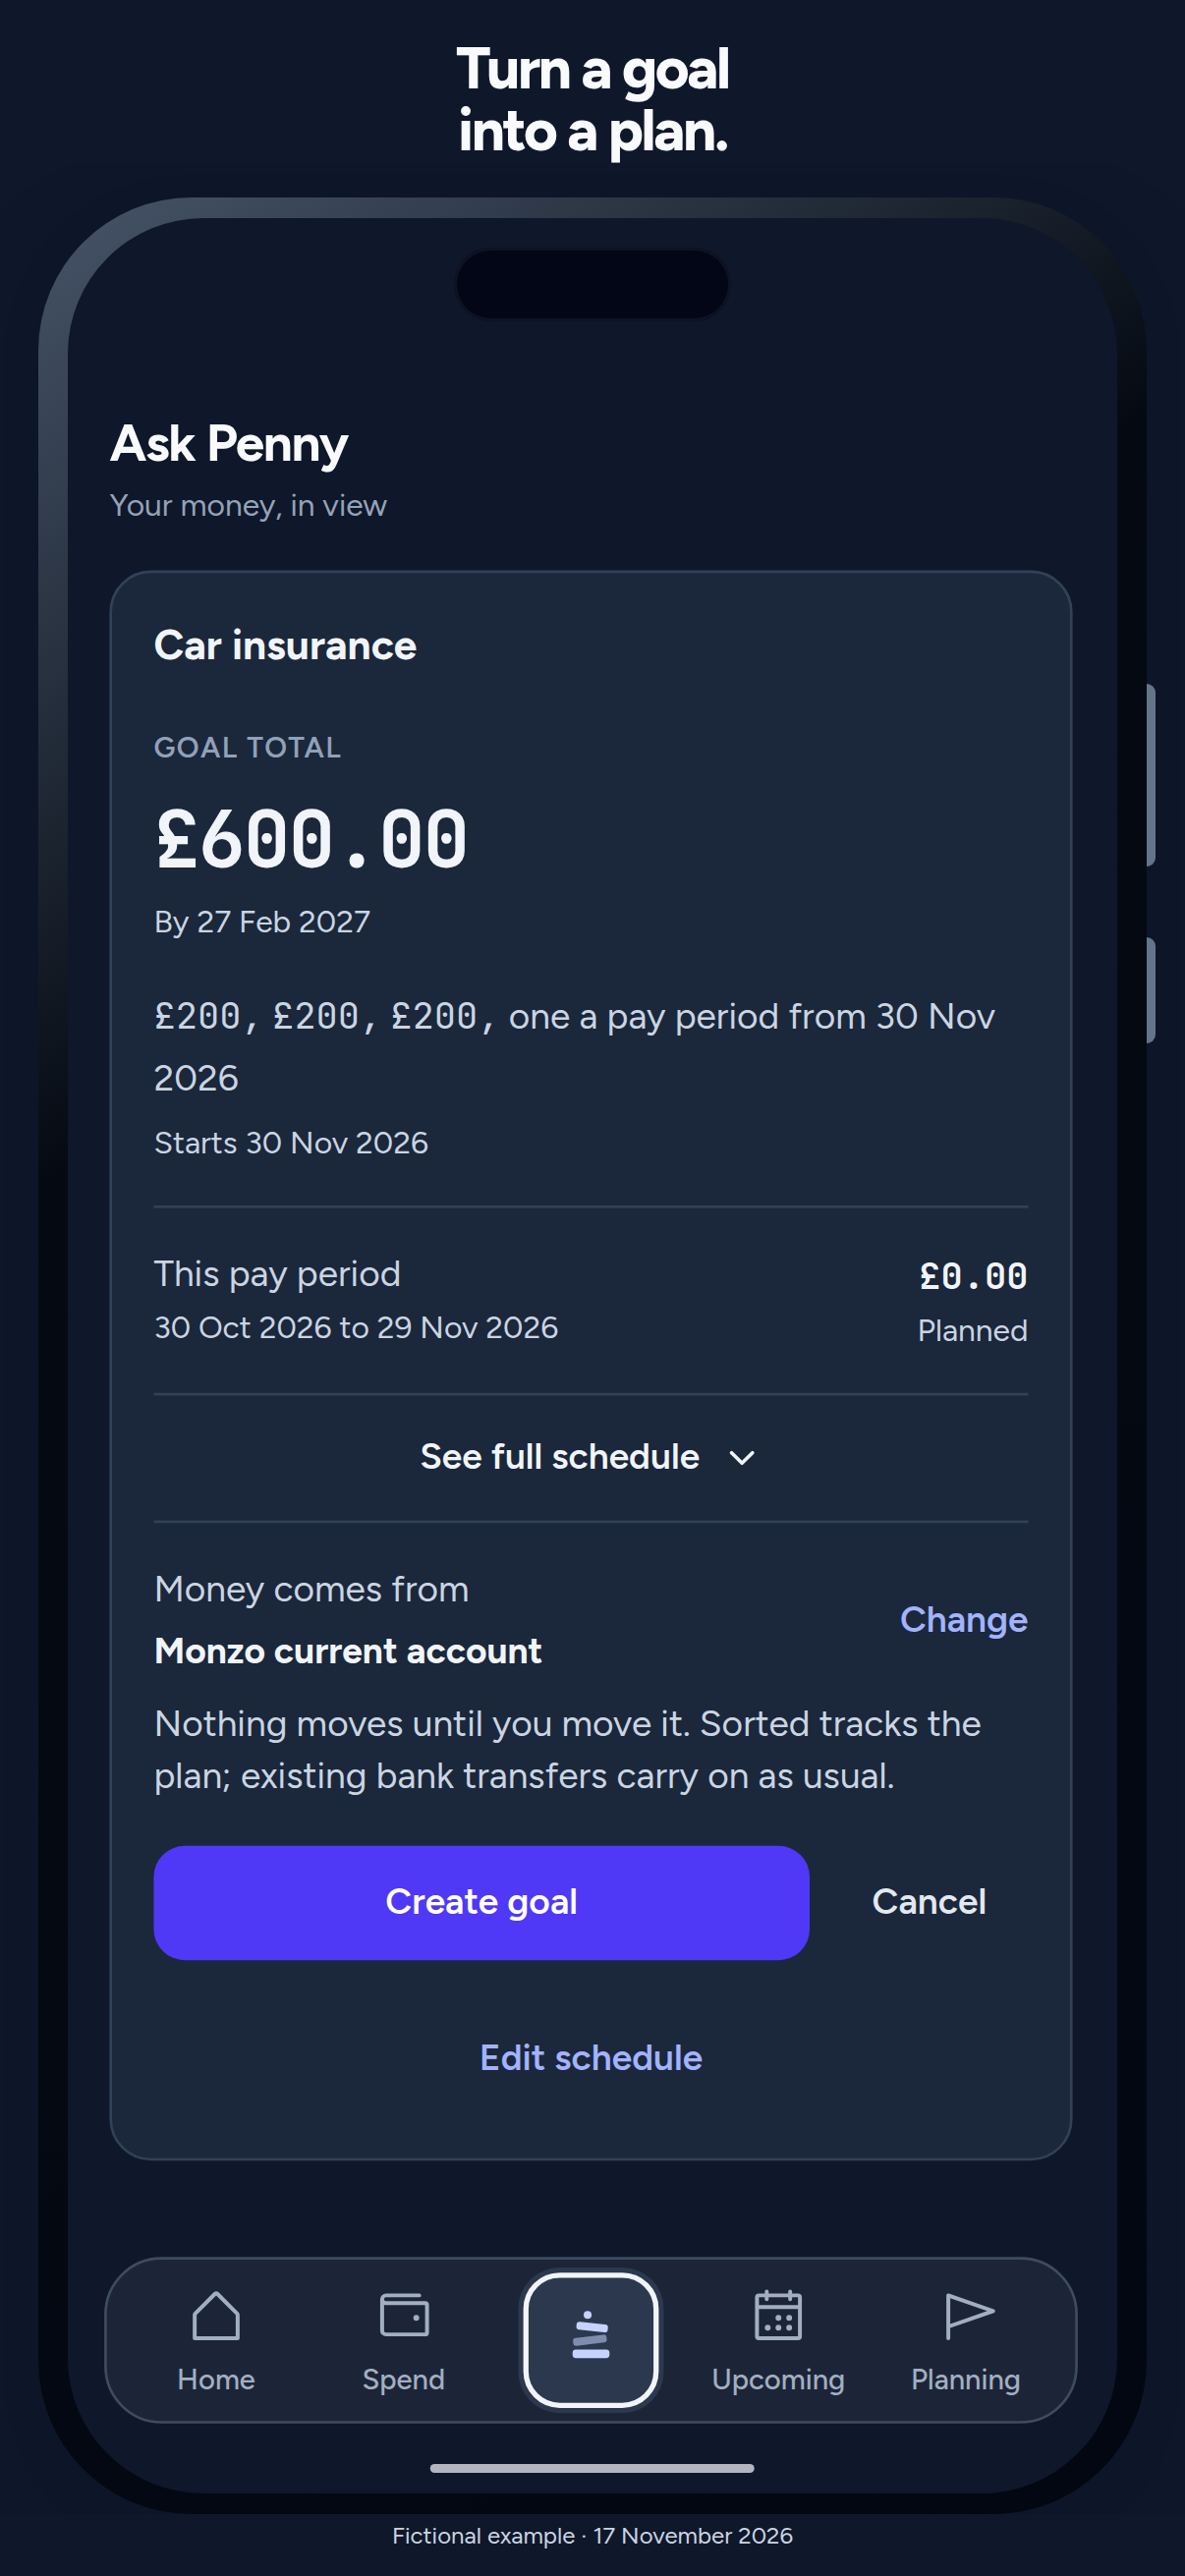 Turn a goal
into a plan.
Ask Penny
Your money, in view
Car insurance
GOAL TOTAL
£600.00
By 27 Feb 2027
£200, £200, £200, one a pay period from 30 Nov
2026
Starts 30 Nov 2026
This pay period
£0.00
30 Oct 2026 to 29 Nov 2026
Planned
See full schedule
Money comes from
Change
Monzo current account
Nothing moves until you move it. Sorted tracks the
plan; existing bank transfers carry on as usual.
Create goal
Cancel
Edit schedule
Home
Spend
Upcoming
Planning
Fictional example · 17 November 2026